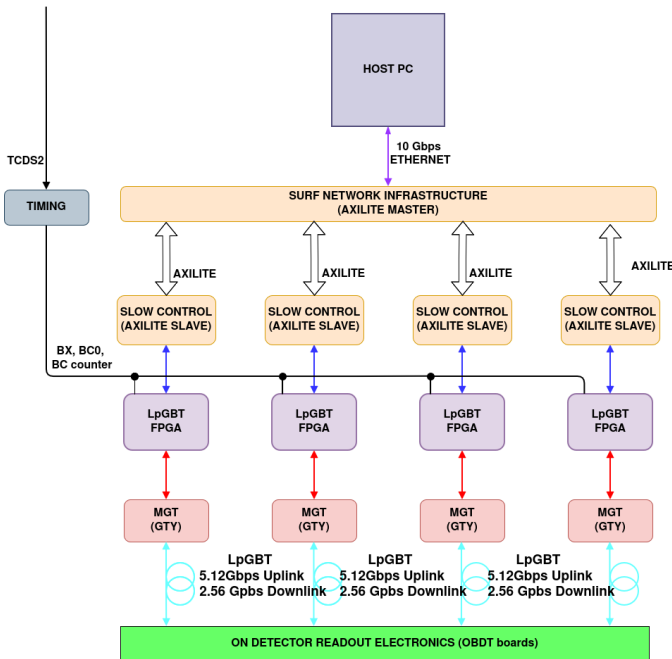 HOST PC
10 Gbps
ETHERNET
TCDS2
TIMING
SURF NETWORK INFRASTRUCTURE
(AXILITE MASTER)
AXILITE
AXILITE
AXILITE
AXILITE
SLOW CONTROL
(AXILITE SLAVE)
SLOW CONTROL
(AXILITE SLAVE)
SLOW CONTROL
(AXILITE SLAVE)
SLOW CONTROL
(AXILITE SLAVE)
BX, BC0,
BC counter
LpGBT
FPGA
LpGBT
FPGA
LpGBT
FPGA
LpGBT
FPGA
MGT
(GTY)
MGT
(GTY)
MGT
(GTY)
MGT
(GTY)
LpGBT
5.12Gbps Uplink
2.56 Gpbs Downlink
LpGBT
5.12Gbps Uplink
2.56 Gpbs Downlink
LpGBT
5.12Gbps Uplink
2.56 Gpbs Downlink
ON DETECTOR READOUT ELECTRONICS (OBDT boards)